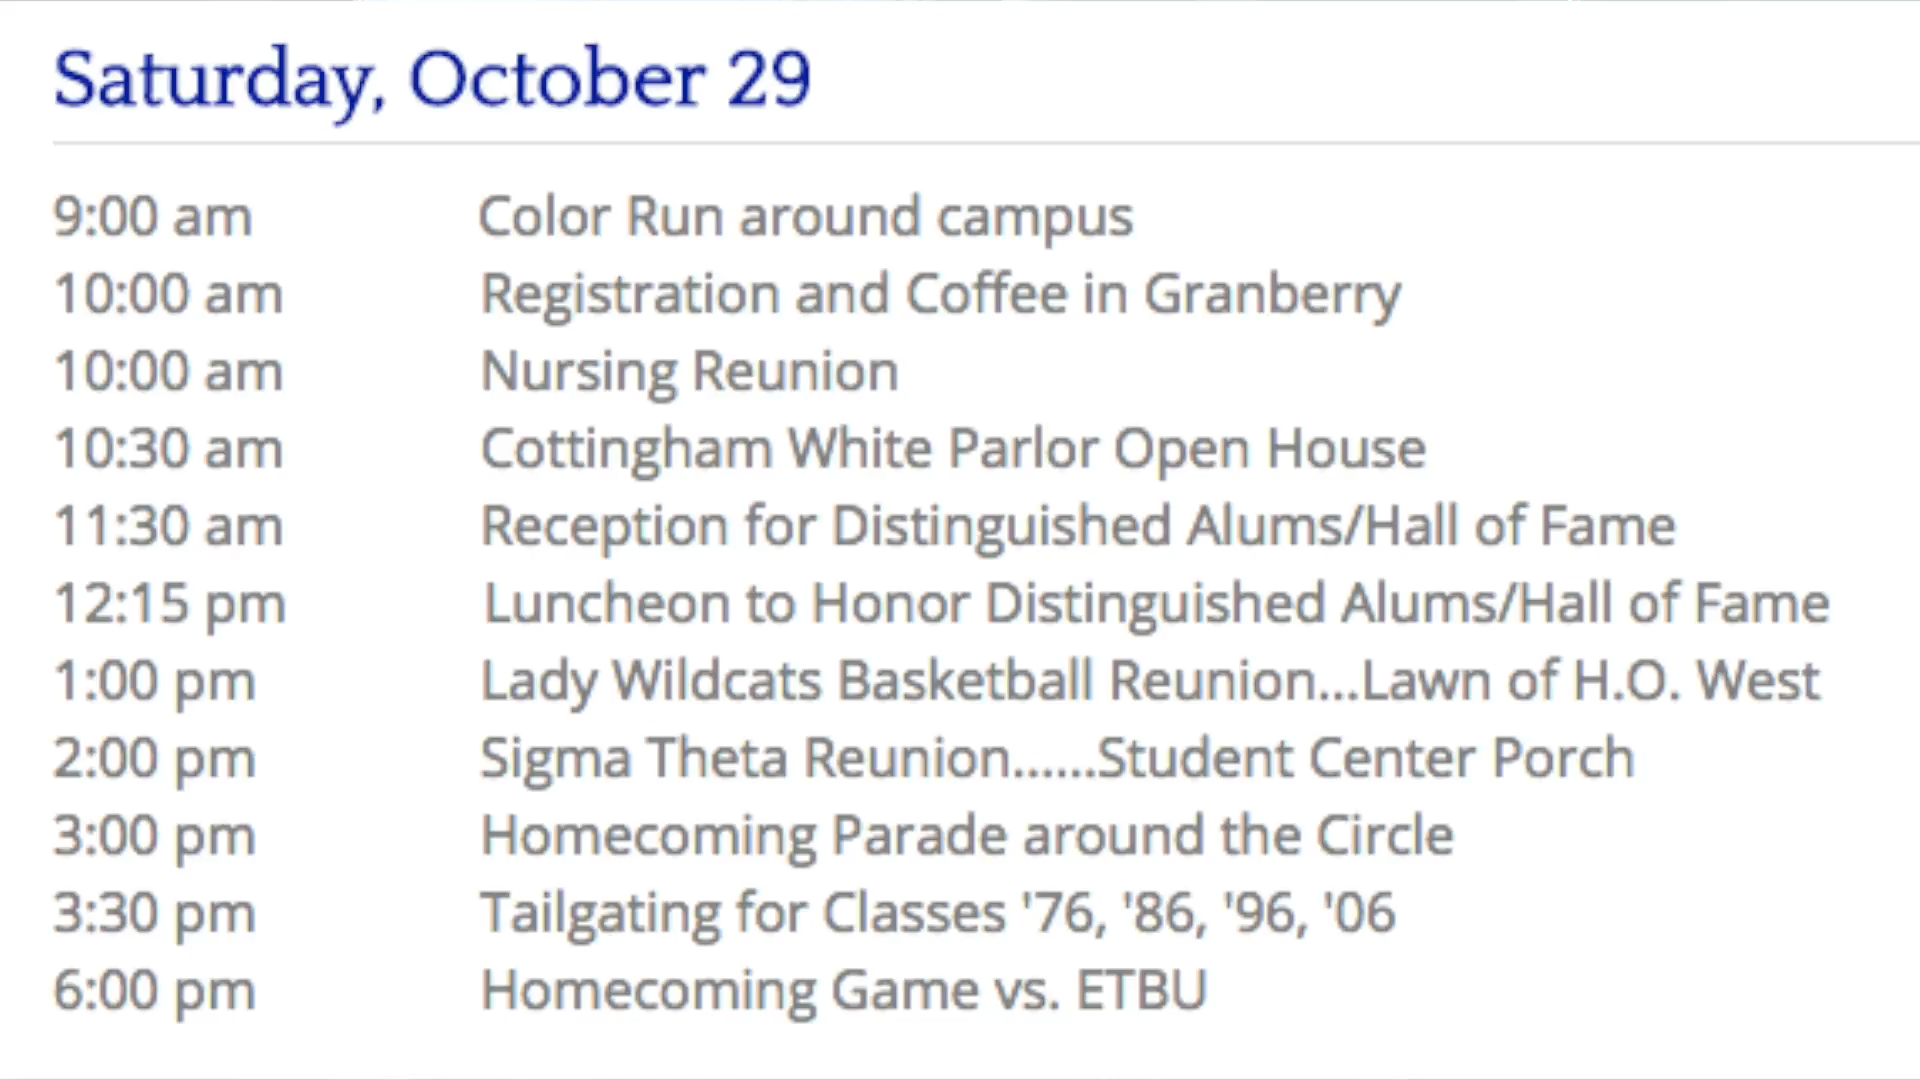 Saturday, October 29
9:00 am Color Run around campus
10:00 am Registration and Coffee in Granberry
10:00 am Nursing Reunion
10:30 am Cottingham White Parlor Open House
11:30 am Reception for Distinguished Alums/Hall of Fame
12:15 pm Luncheon to Honor Distinguished Alums/Hall of Fame
1:00 pm Lady Wildcats Basketball Reunion...Lawn of H.O. West
2:00 pm Sigma Theta Reunion......Student Center Porch
3:00 pm Homecoming Parade around the Circle
3:30 pm Tailgating for Classes '76, '86, '96, '06
6:00 pm Homecoming Game vs. ETBU